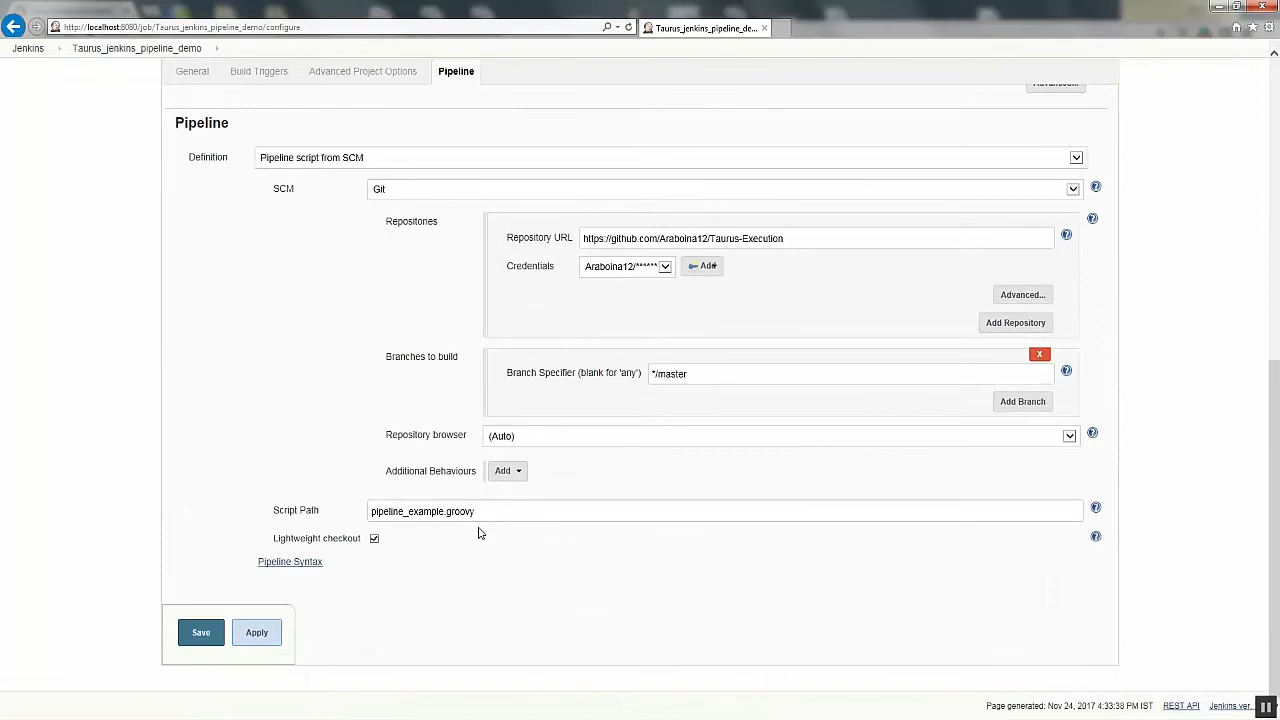 http://localhost:8080/job/Taurus_jenkins_pipeline_demo/configure
Taurus_jenkins_pipeline_de...
Jenkins
Taurus_jenkins_pipeline_demo
General
Build Triggers
Advanced Project Options
Pipeline
Advanced...
Pipeline
Definition
Pipeline script from SCM
SCM
Git
Repositories
Repository URL
https://github.com/Araboina12/Taurus-Execution
Credentials
Araboina12/******
Add
Advanced...
Add Repository
Branches to build
X
Branch Specifier (blank for 'any')
*/master
Add Branch
Repository browser
(Auto)
Additional Behaviours
Add
Script Path
pipeline_example.groovy
Lightweight checkout
Pipeline Syntax
Save
Apply
Page generated: Nov 24, 2017 4:33:38 PM IST
REST API
Jenkins ver.